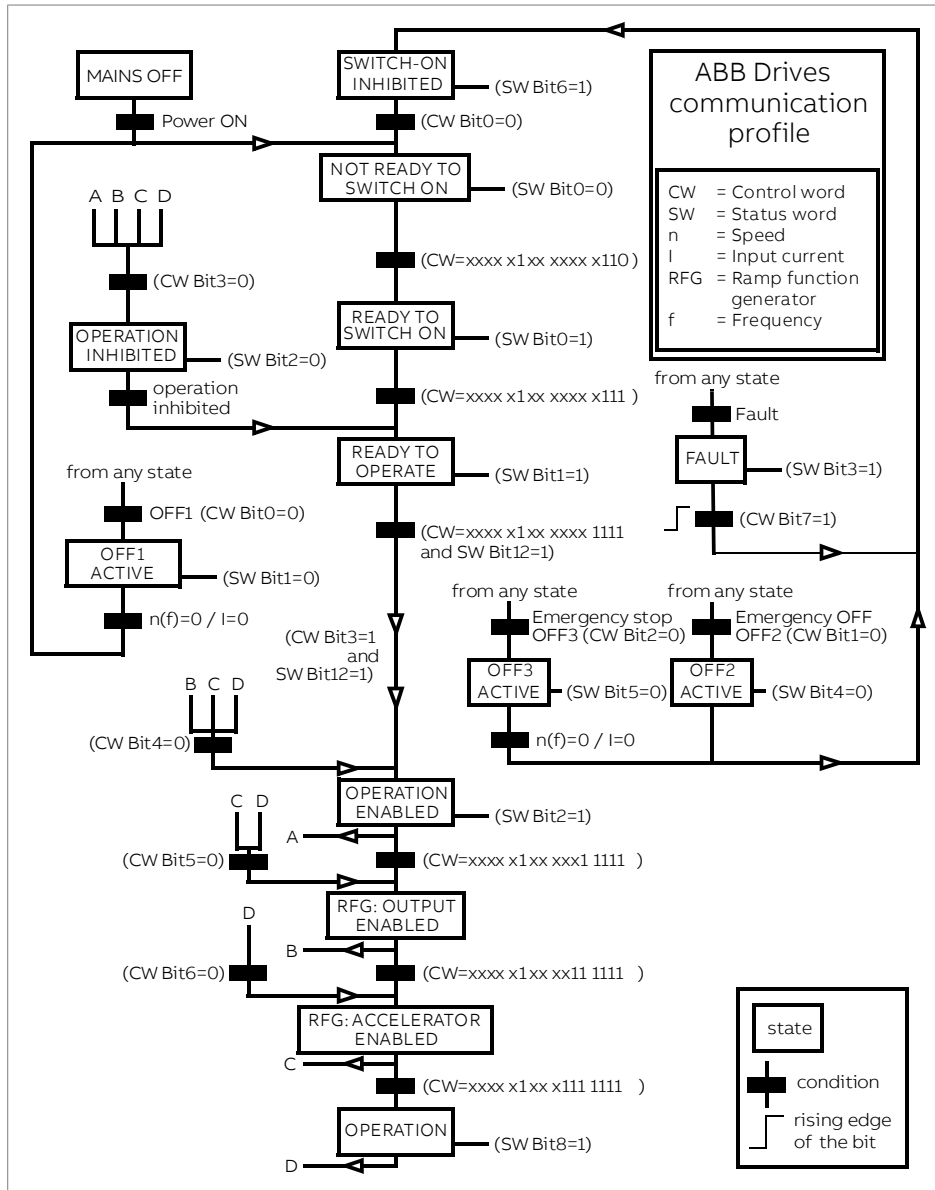 MAINS OFF
Power ON
SWITCH-ON
INHIBITED
(SW Bit6=1)
(CW Bit0=0)
NOT READY TO
SWITCH ON
(SW Bit0=0)
A B C D
(CW Bit3=0)
OPERATION
INHIBITED
(SW Bit2=0)
operation
inhibited
(CW=xxxx x1xx xxxx x110)
READY TO
SWITCH ON
(SW Bit0=1)
(CW=xxxx x1xx xxxx x111 )
READY TO
OPERATE
(SW Bit1=1)
(CW=xxxx x1xx xxxx 1111
and SW Bit12=1)
ABB Drives
communication
profile
CW = Control word
SW = Status word
n = Speed
I = Input current
RFG = Ramp function
generator
f = Frequency
from any state
Fault
FAULT
(SW Bit3=1)
(CW Bit7=1)
from any state
OFF1 (CW Bit0=0)
OFF1
ACTIVE
(SW Bit1=0)
n(f)=0 / I=0
(CW Bit3=1
and
SW Bit12=1)
from any state
Emergency stop
OFF3 (CW Bit2=0)
OFF3
ACTIVE
(SW Bit5=0)
n(f)=0 / I=0
from any state
Emergency OFF
OFF2 (CW Bit1=0)
OFF2
ACTIVE
(SW Bit4=0)
B C D
(CW Bit4=0)
OPERATION
ENABLED
(SW Bit2=1)
A
C D
(CW Bit5=0)
(CW=xxxx x1xx xxx1 1111 )
RFG: OUTPUT
ENABLED
B
D
(CW Bit6=0)
(CW=xxxx x1xx xx11 1111 )
RFG: ACCELERATOR
ENABLED
C
(CW=xxxx x1xx x111 1111 )
OPERATION
(SW Bit8=1)
D
state
condition
rising edge
of the bit